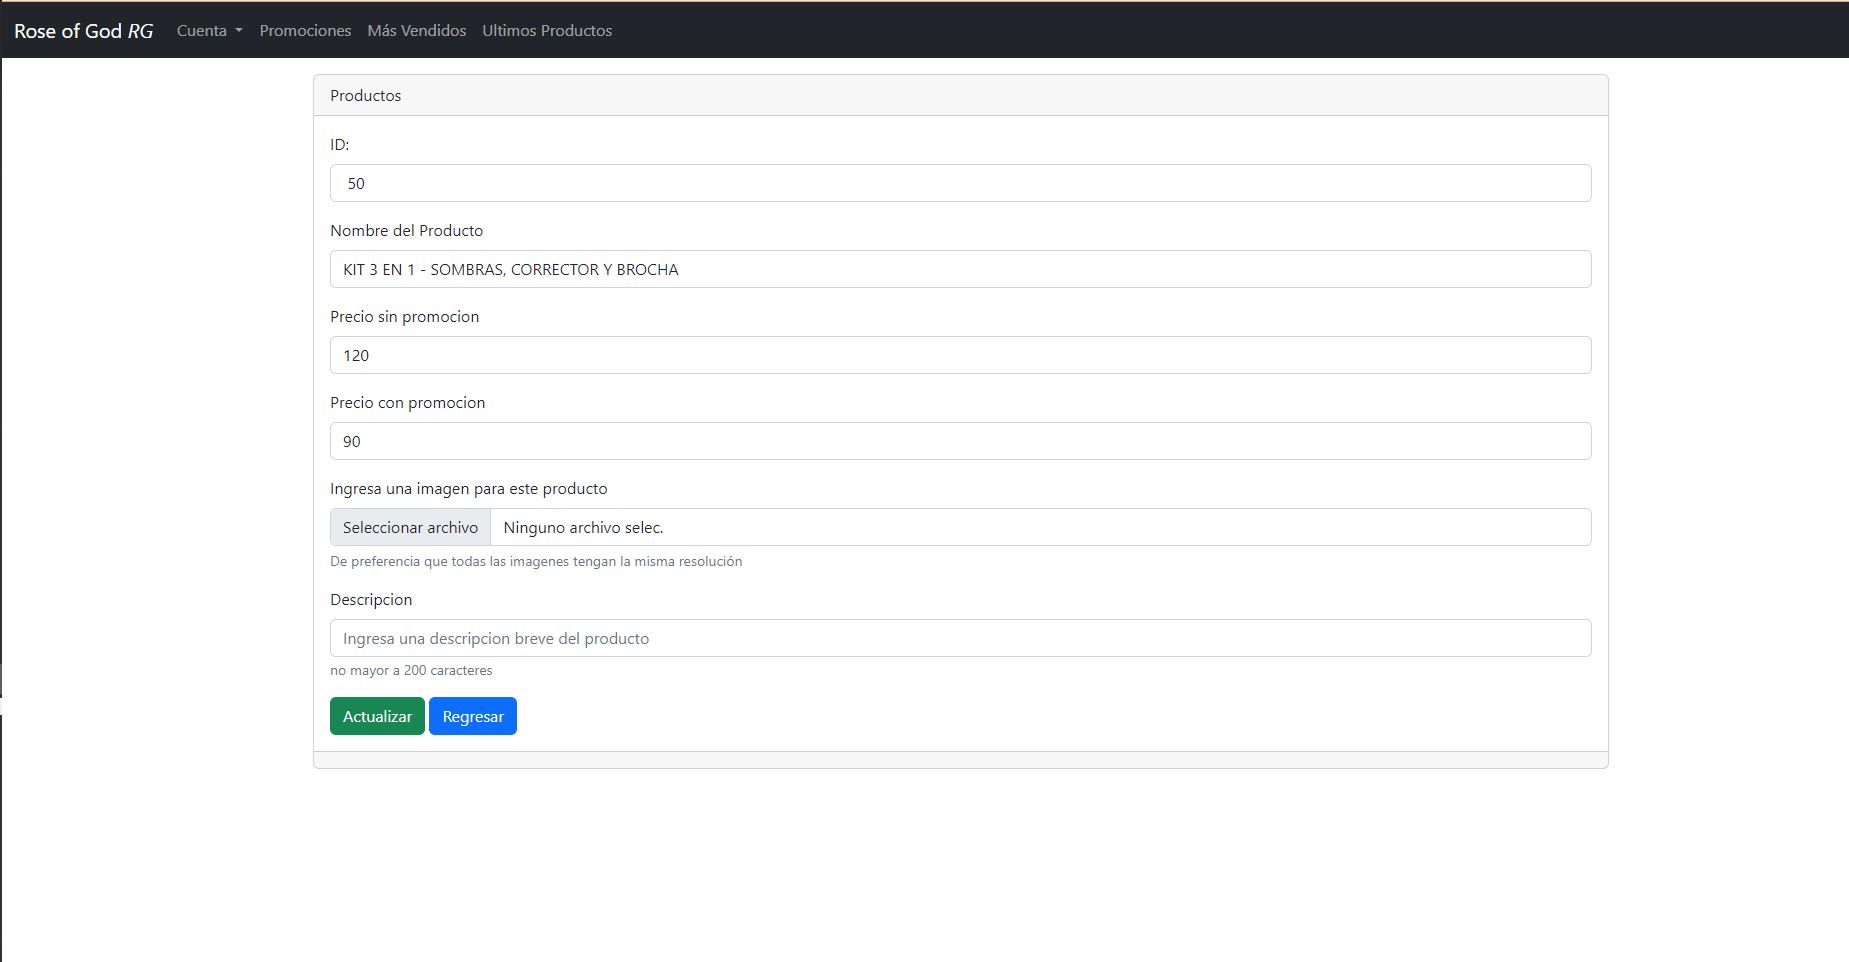 Rose of God RG Cuenta Promociones Más Vendidos Ultimos Productos
Productos
ID:
50
Nombre del Producto
KIT 3 EN 1 - SOMBRAS, CORRECTOR Y BROCHA
Precio sin promocion
120
Precio con promocion
90
Ingresa una imagen para este producto
Seleccionar archivo Ninguno archivo selec.
De preferencia que todas las imagenes tengan la misma resolución
Descripcion
Ingresa una descripcion breve del producto
no mayor a 200 caracteres
Actualizar Regresar